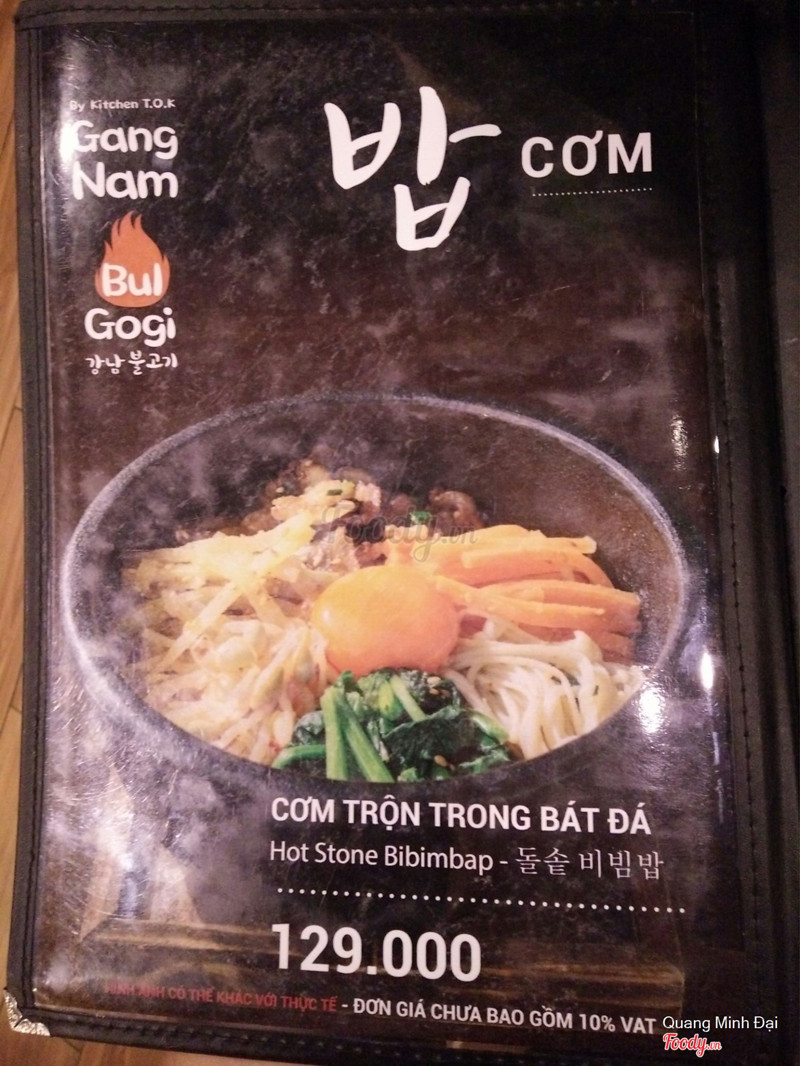 By Kitchen T.O.K
Gang
Nam
Bul
Gogi
강남불고기
밥 CƠM
Foody.vn
CƠM TRỘN TRONG BÁT ĐÁ
Hot Stone Bibimbap - 돌솥 비빔밥
129.000
HÌNH ẢNH CÓ THỂ KHÁC VỚI THỰC TẾ - ĐƠN GIÁ CHƯA BAO GỒM 10% VAT
Quang Minh Đại
Foody.vn